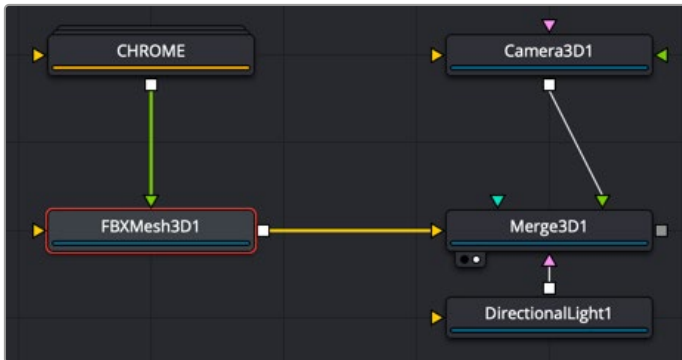 CHROME
Camera3D1
FBXMesh3D1
Merge3D1
DirectionalLight1